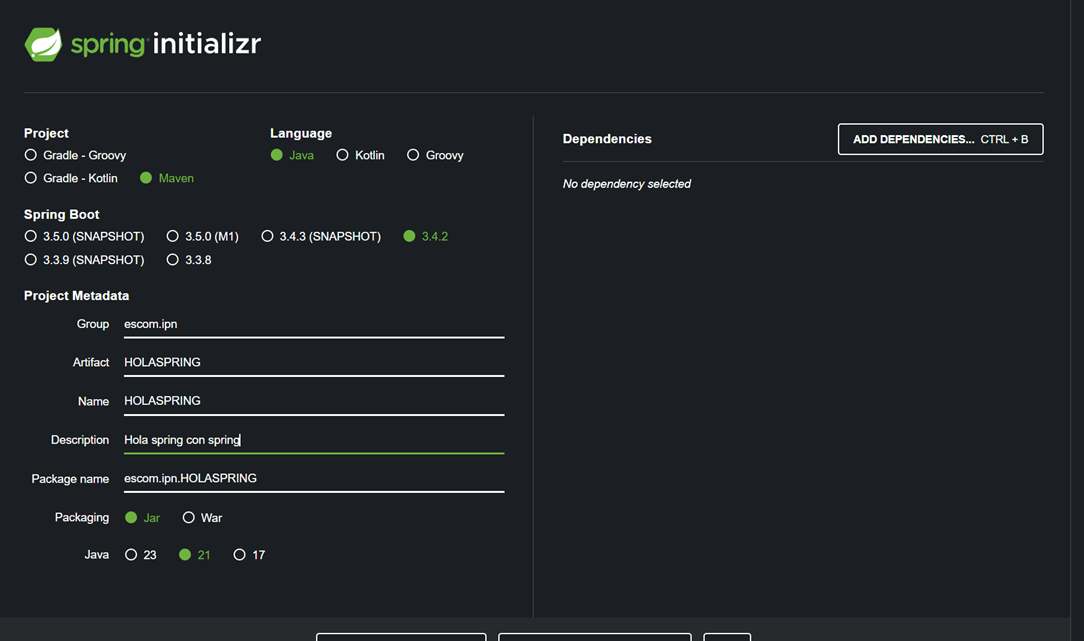 spring initializr
Project
Gradle - Groovy
Gradle - Kotlin Maven
Language
Java Kotlin Groovy
Spring Boot
3.5.0 (SNAPSHOT) 3.5.0 (M1) 3.4.3 (SNAPSHOT) 3.4.2
3.3.9 (SNAPSHOT) 3.3.8
Project Metadata
Group escom.ipn
Artifact HOLASPRING
Name HOLASPRING
Description Hola spring con spring
Package name escom.ipn.HOLASPRING
Packaging Jar War
Java 23 21 17
Dependencies ADD DEPENDENCIES... CTRL + B
No dependency selected